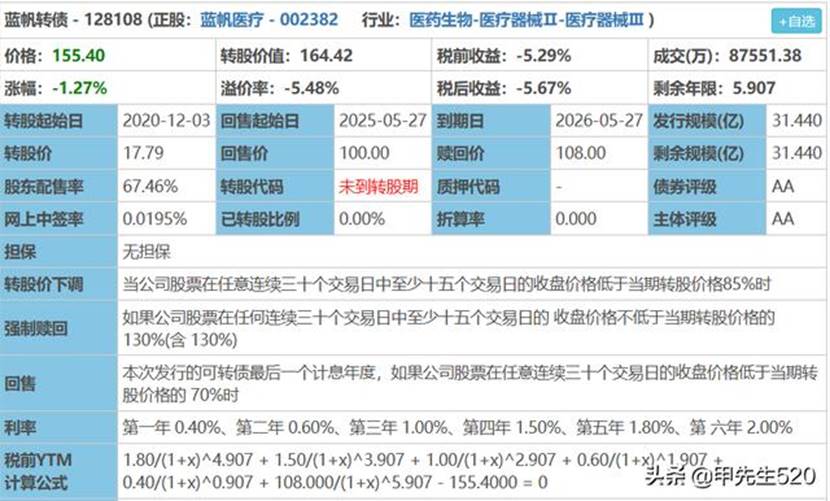 蓝帆转债 - 128108 (正股： 蓝帆医疗 - 002382 行业： 医药生物-医疗器械Ⅱ-医疗器械Ⅲ ) +自选
价格： 155.40 转股价值： 164.42 税前收益： -5.29% 成交(万)： 87551.38
涨幅： -1.27% 溢价率： -5.48% 税后收益： -5.67% 剩余年限： 5.907
转股起始日 2020-12-03 回售起始日 2025-05-27 到期日 2026-05-27 发行规模(亿) 31.440
转股价 17.79 回售价 100.00 赎回价 108.00 剩余规模(亿) 31.440
股东配售率 67.46% 转股代码 未到转股期 质押代码 - 债券评级 AA
网上中签率 0.0195% 已转股比例 0.00% 折算率 0.000 主体评级 AA
担保 无担保
转股价下调 当公司股票在任意连续三十个交易日中至少十五个交易日的收盘价格低于当期转股价格85%时
强制赎回 如果公司股票在任何连续三十个交易日中至少十五个交易日的 收盘价格不低于当期转股价格的
130%(含 130%)
回售 本次发行的可转债最后一个计息年度，如果公司股票在任意连续三十个交易日的收盘价格低于当期转
股价格的 70%时
利率 第一年 0.40%、第二年 0.60%、第三年 1.00%、第四年 1.50%、第五年 1.80%、第 六年 2.00%
税前YTM 1.80/(1+x)^4.907 + 1.50/(1+x)^3.907 + 1.00/(1+x)^2.907 + 0.60/(1+x)^1.907 +
计算公式 0.40/(1+x)^0.907 + 108.000/(1+x)^5.907 - 155.4000 = 0
头条 @甲先生520